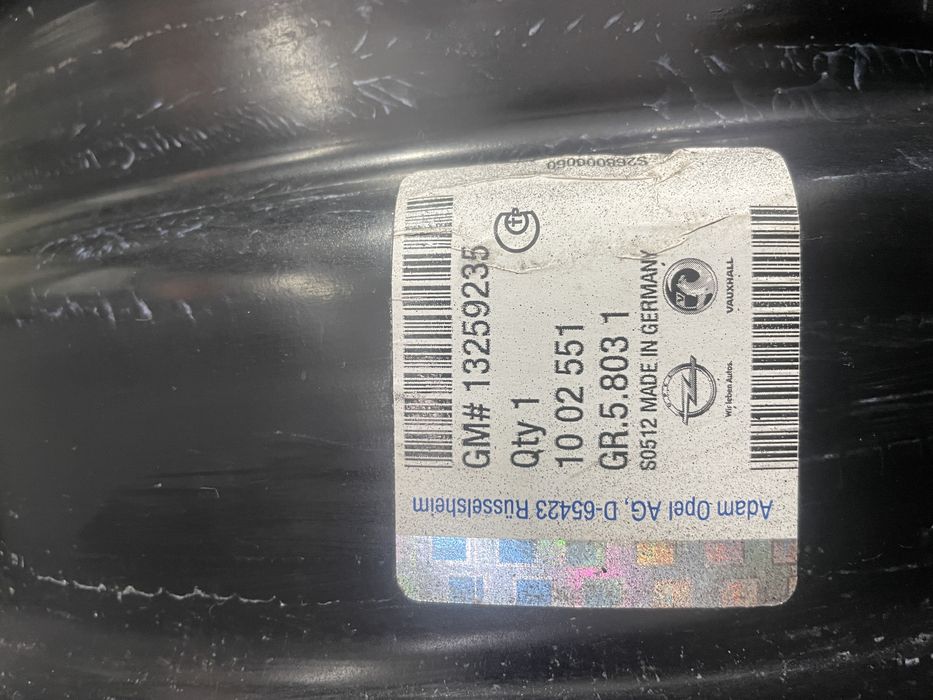 GM# 13259235
Qty 1
10 02 551
GR.5.803 1
S0512 MADE IN GERMANY
OPEL
Wir leben Autos.
VAUXHALL
Adam Opel AG, D-65423 Rüsselsheim